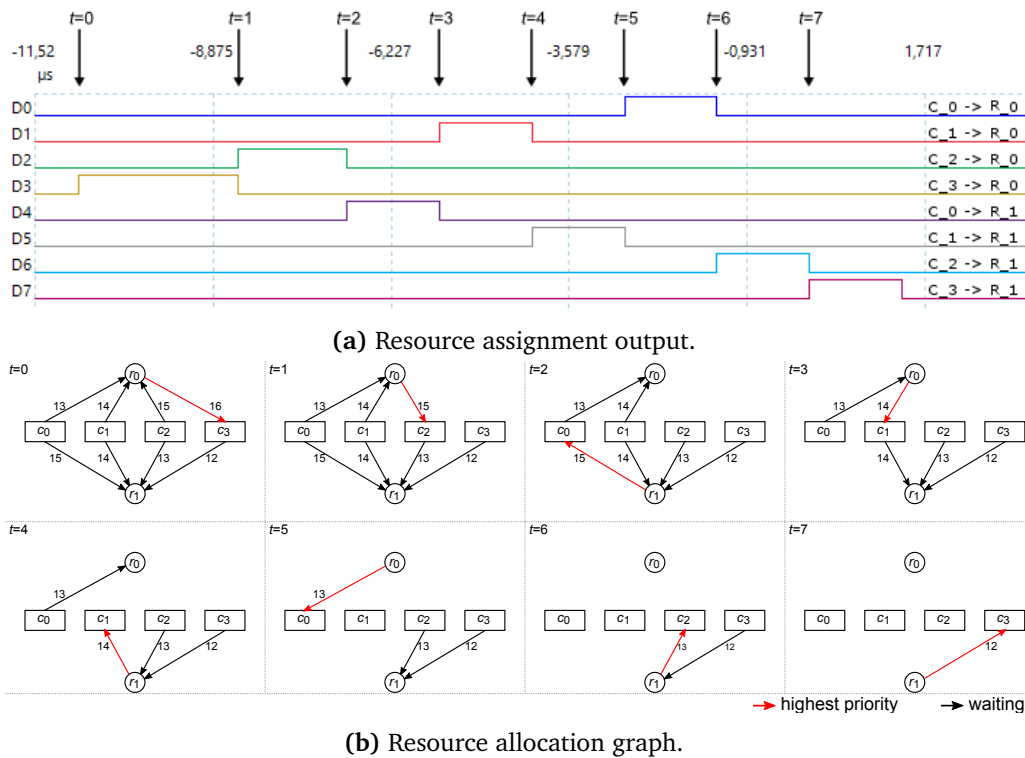 t=0 t=1 t=2 t=3 t=4 t=5 t=6 t=7
-11,52 -8,875 -6,227 -3,579 -0,931 1,717
µs
D0 C_0 -> R_0
D1 C_1 -> R_0
D2 C_2 -> R_0
D3 C_3 -> R_0
D4 C_0 -> R_1
D5 C_1 -> R_1
D6 C_2 -> R_1
D7 C_3 -> R_1
(a) Resource assignment output.
t=0
r0
13 14 15 16
c0 c1 c2 c3
15 14 13 12
r1
t=1
r0
13 14 15
c0 c1 c2 c3
15 14 13 12
r1
t=2
r0
13 14
c0 c1 c2 c3
15 14 13 12
r1
t=3
r0
13 14
c0 c1 c2 c3
14 13 12
r1
t=4
r0
13
c0 c1 c2 c3
14 13 12
r1
t=5
r0
13
c0 c1 c2 c3
13 12
r1
t=6
r0
c0 c1 c2 c3
13 12
r1
t=7
r0
c0 c1 c2 c3
12
r1
highest priority waiting
(b) Resource allocation graph.